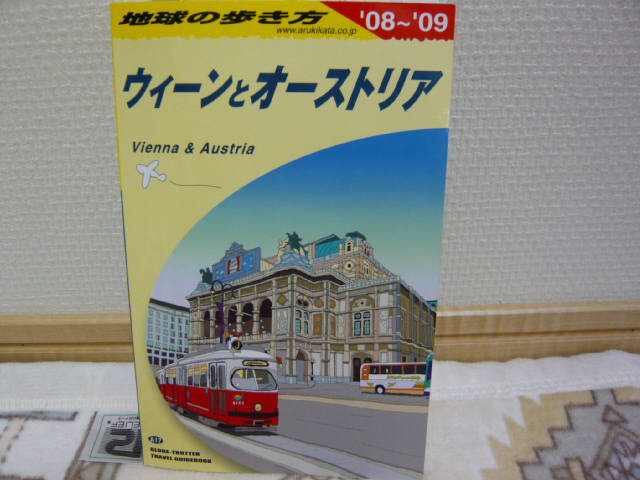 地球の歩き方
www.arukikata.co.jp
'08~'09
ウィーンとオーストリア
Vienna & Austria
A17
GLOBE-TROTTER
TRAVEL GUIDEBOOK